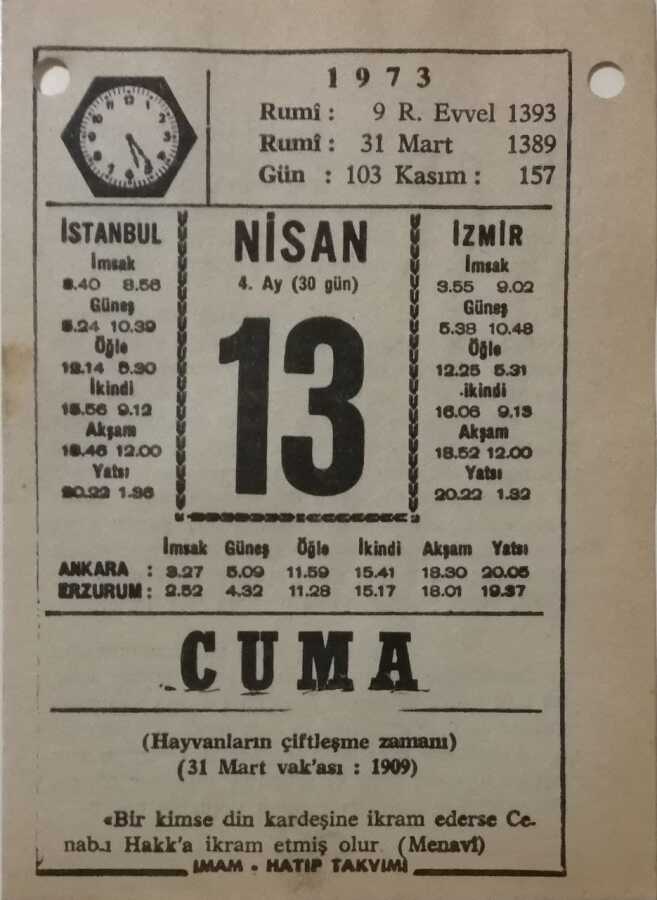 1973
Rumî : 9 R. Evvel 1393
Rumî : 31 Mart 1389
Gün : 103 Kasım : 157
İSTANBUL
İmsak
8.56
Güneş
10.39
Öğle
12.14 5.30
İkindi
15.56 9.12
Akşam
18.46 12.00
Yatsı
20.22 1.36
NİSAN
4. Ay (30 gün)
13
İZMİR
İmsak
3.55 9.02
Güneş
5.38 10.48
Öğle
12.25 5.31
İkindi
16.06 9.13
Akşam
18.52 12.00
Yatsı
20.22 1.32
İmsak Güneş Öğle İkindi Akşam Yatsı
ANKARA : 3.27 5.09 11.59 15.41 18.30 20.05
ERZURUM : 2.52 4.32 11.28 15.17 18.01 19.37
CUMA
(Hayvanların çiftleşme zamanı)
(31 Mart vak'ası : 1909)
«Bir kimse din kardeşine ikram ederse Ce-
nab-ı Hakk'a ikram etmiş olur. (Menavî)
İMAM - HATİP TAKVİMİ